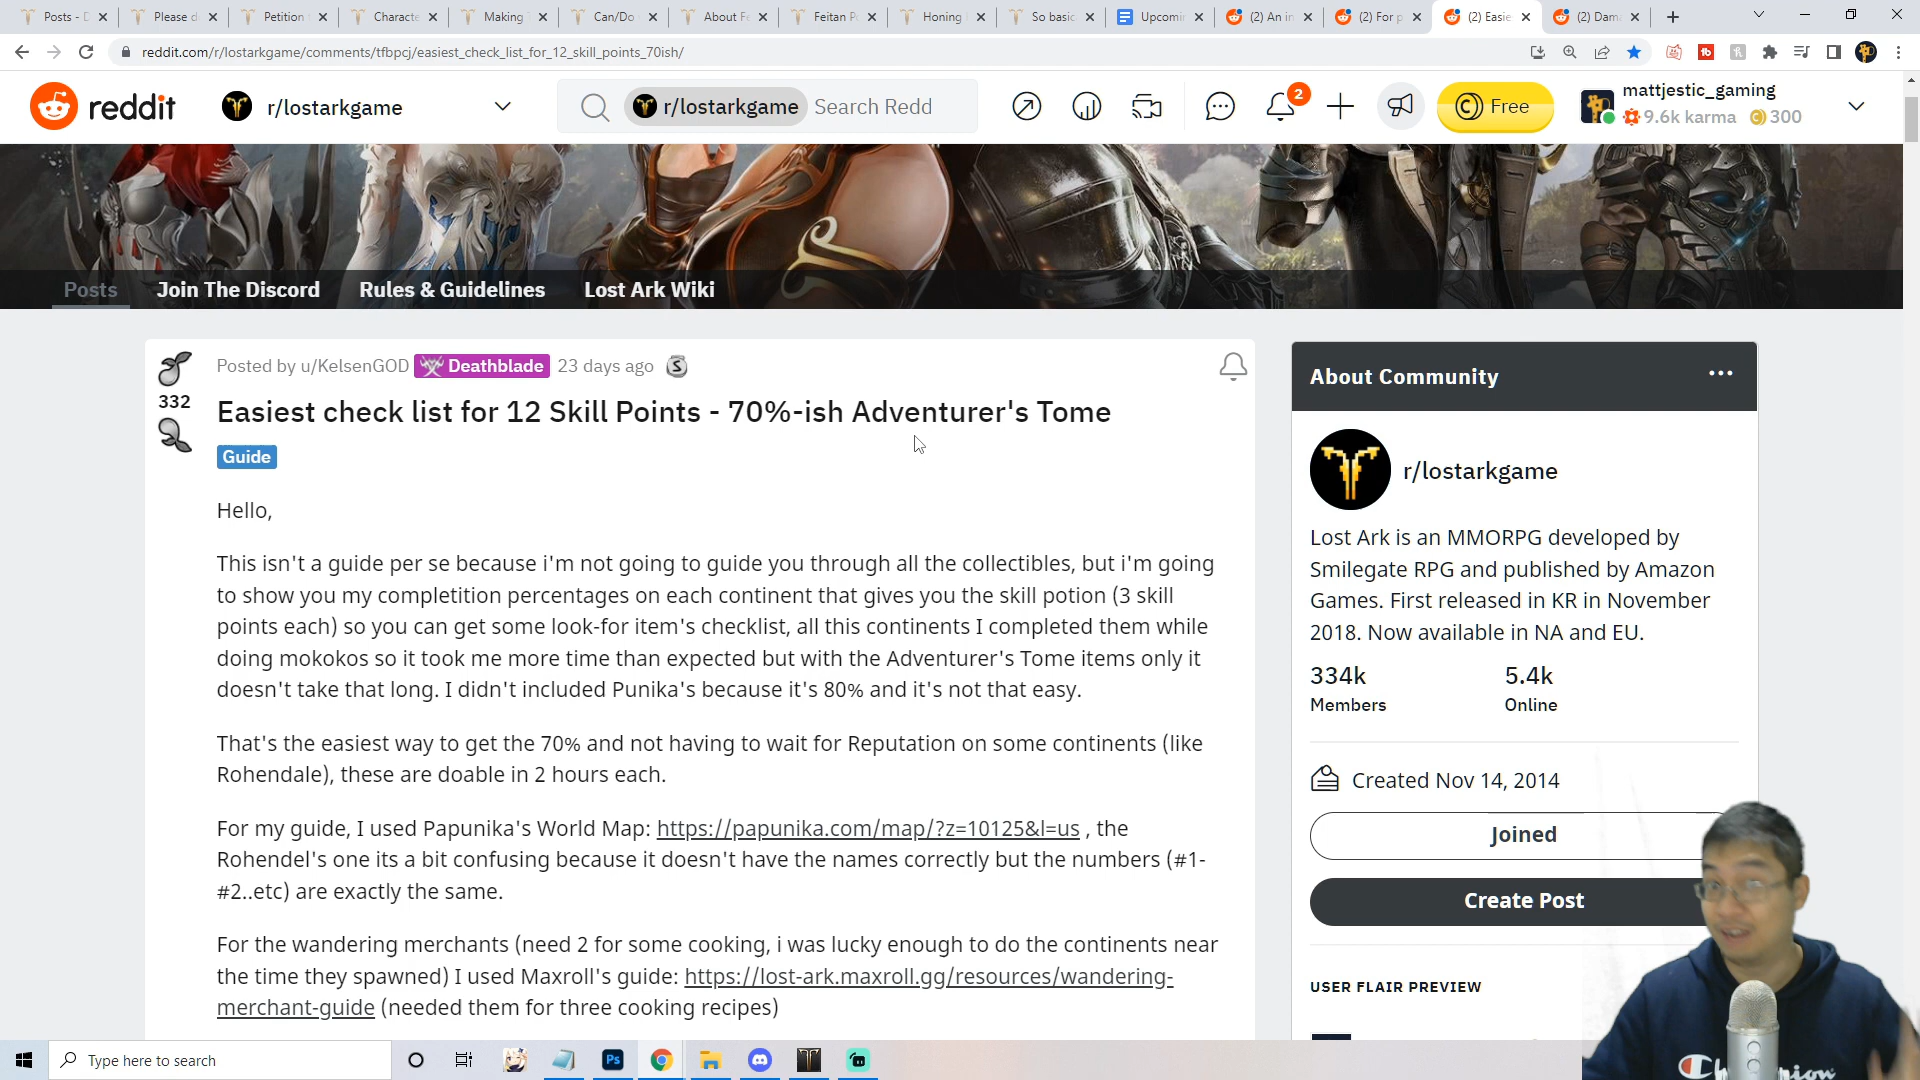 Posts - D
Please d
Petition
Characte
Making
Can/Do
About Fe
Feitan P
Honing
So basic
Upcomin
(2) An in
(2) For p
(2) Easie
(2) Dam
reddit.com/r/lostarkgame/comments/tfbpcj/easiest_check_list_for_12_skill_points_70ish/
reddit
r/lostarkgame
r/lostarkgame
Search Redd
2
Free
mattjestic_gaming
9.6k karma
300
Posts
Join The Discord
Rules & Guidelines
Lost Ark Wiki
Posted by u/KelsenGOD
Deathblade
23 days ago
332
Easiest check list for 12 Skill Points - 70%-ish Adventurer's Tome
Guide
Hello,
This isn't a guide per se because i'm not going to guide you through all the collectibles, but i'm going
to show you my completition percentages on each continent that gives you the skill potion (3 skill
points each) so you can get some look-for item's checklist, all this continents I completed them while
doing mokokos so it took me more time than expected but with the Adventurer's Tome items only it
doesn't take that long. I didn't included Punika's because it's 80% and it's not that easy.
That's the easiest way to get the 70% and not having to wait for Reputation on some continents (like
Rohendale), these are doable in 2 hours each.
For my guide, I used Papunika's World Map: https://papunika.com/map/?z=10125&l=us , the
Rohendel's one its a bit confusing because it doesn't have the names correctly but the numbers (#1-
#2..etc) are exactly the same.
For the wandering merchants (need 2 for some cooking, i was lucky enough to do the continents near
the time they spawned) I used Maxroll's guide: https://lost-ark.maxroll.gg/resources/wandering-
merchant-guide (needed them for three cooking recipes)
About Community
r/lostarkgame
Lost Ark is an MMORPG developed by
Smilegate RPG and published by Amazon
Games. First released in KR in November
2018. Now available in NA and EU.
334k
Members
5.4k
Online
Created Nov 14, 2014
Joined
Create Post
USER FLAIR PREVIEW
Champion
Type here to search
Ps